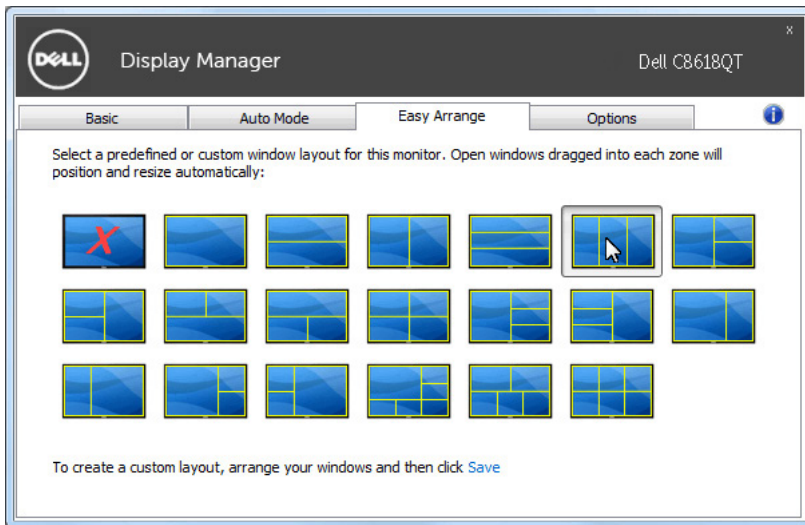 x
DELL
Display Manager
Dell C8618QT
Basic
Auto Mode
Easy Arrange
Options
i
Select a predefined or custom window layout for this monitor. Open windows dragged into each zone will
position and resize automatically:
X
To create a custom layout, arrange your windows and then click Save